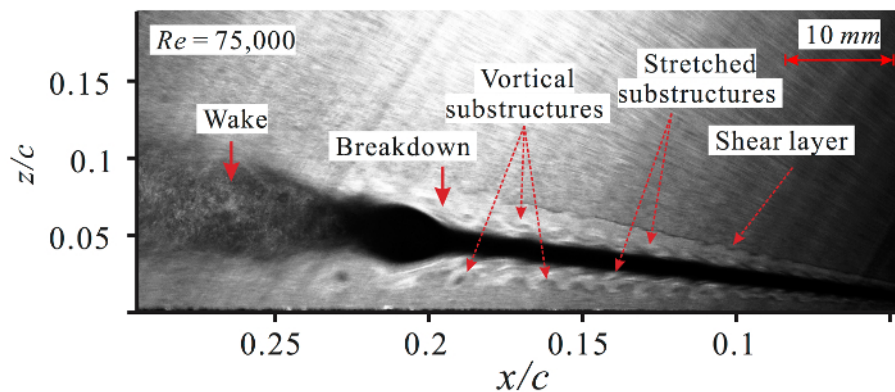 Re = 75,000
10 mm
0.15
Vortical
substructures
Stretched
substructures
Wake
Shear layer
0.1
Breakdown
z/c
0.05
0.25
0.2
0.15
0.1
x/c